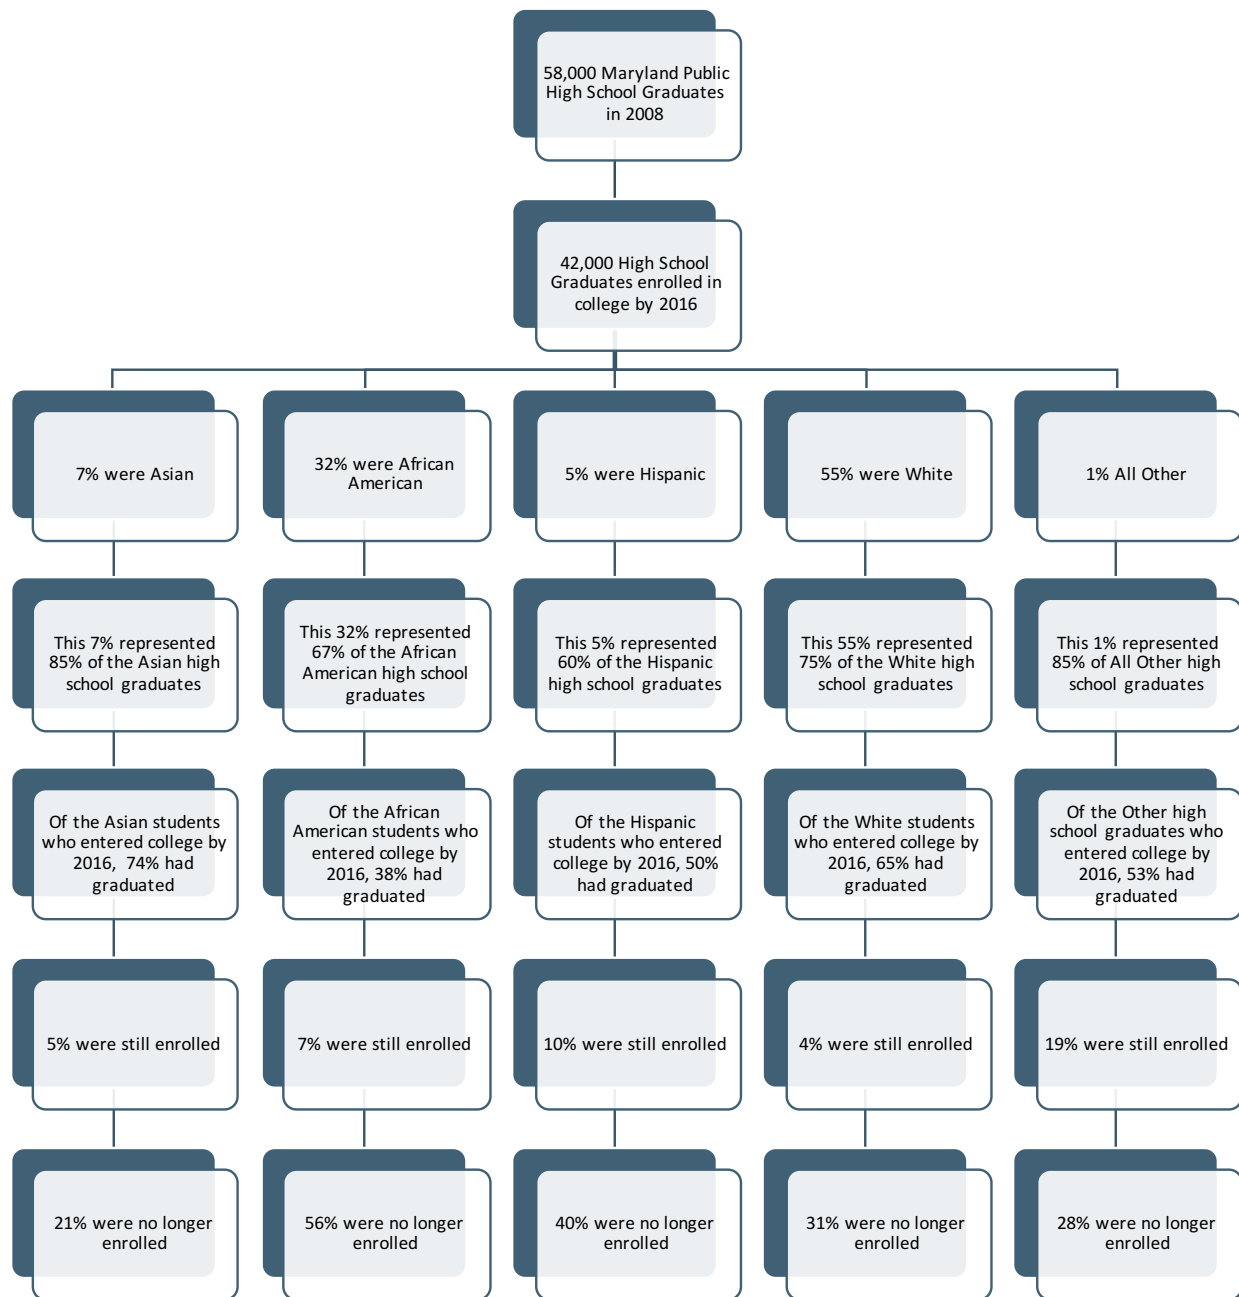 58,000 Maryland Public
High School Graduates
in 2008
42,000 High School
Graduates enrolled in
college by 2016
7% were Asian
32% were African
American
5% were Hispanic
55% were White
1% All Other
This 7% represented
85% of the Asian high
school graduates
This 32% represented
67% of the African
American high school
graduates
This 5% represented
60% of the Hispanic
high school graduates
This 55% represented
75% of the White high
school graduates
This 1% represented
85% of All Other high
school graduates
Of the Asian students
who entered college by
2016, 74% had
graduated
Of the African
American students who
entered college by
2016, 38% had
graduated
Of the Hispanic
students who entered
college by 2016, 50%
had graduated
Of the White students
who entered college by
2016, 65% had
graduated
Of the Other high
school graduates who
entered college by
2016, 53% had
graduated
5% were still enrolled
7% were still enrolled
10% were still enrolled
4% were still enrolled
19% were still enrolled
21% were no longer
enrolled
56% were no longer
enrolled
40% were no longer
enrolled
31% were no longer
enrolled
28% were no longer
enrolled